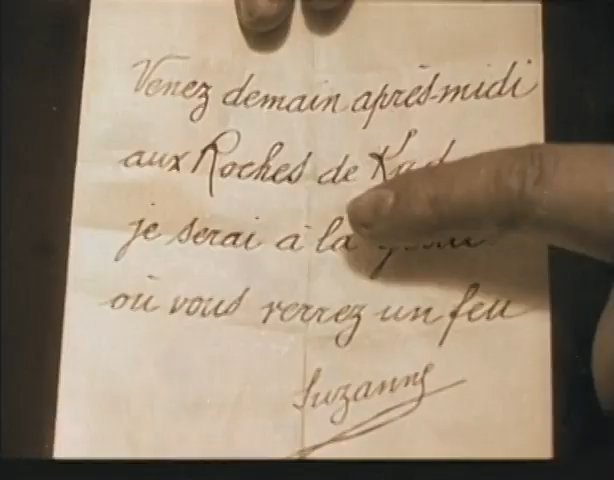 Venez demain après-midi
aux Roches de
je serai à la
où vous verrez un feu
Suzanne